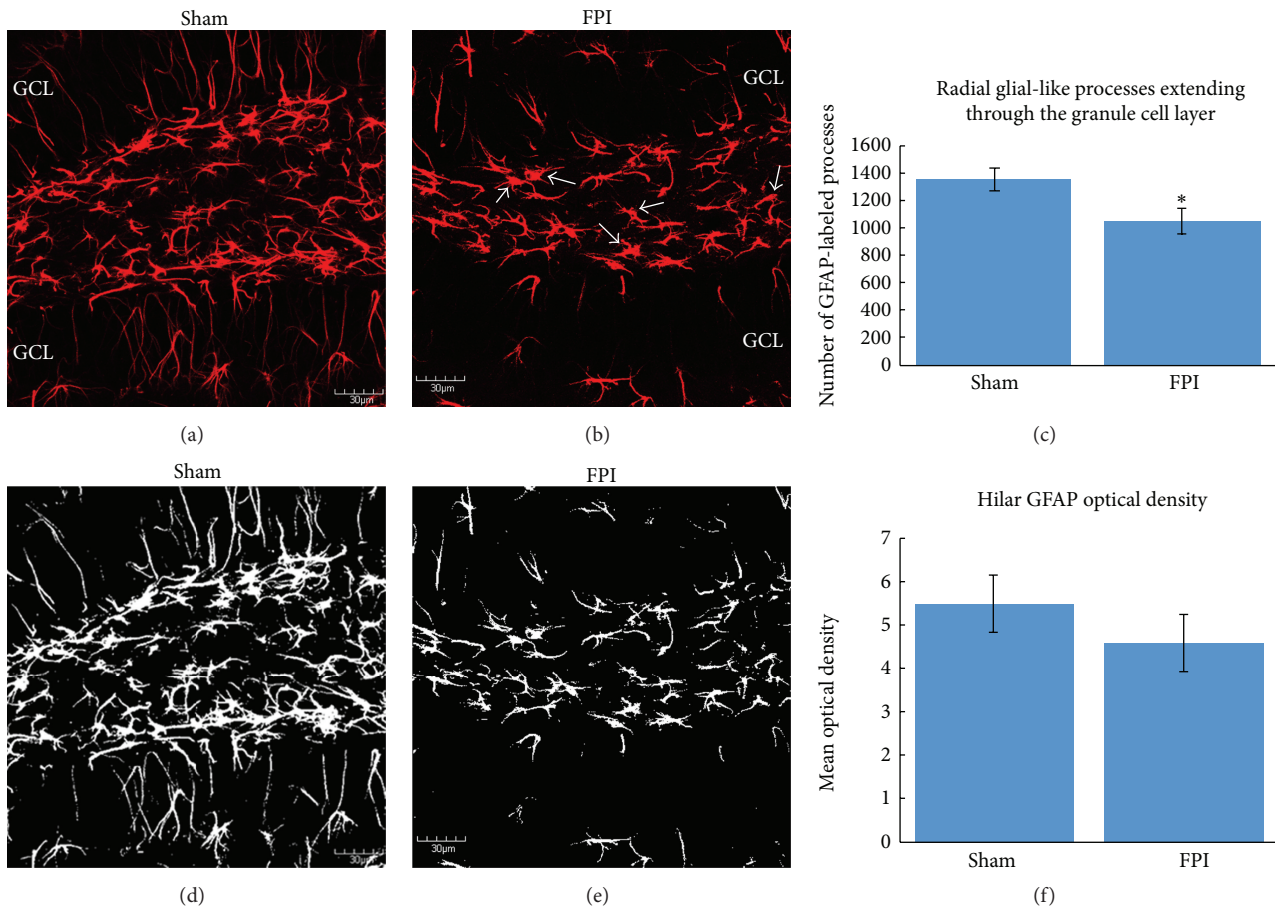 Sham
GCL
GCL
30μm
(a)
FPI
GCL
GCL
30μm
(b)
Radial glial-like processes extending
through the granule cell layer
Number of GFAP-labeled processes
1600
1400
1200
1000
800
600
400
200
0
*
Sham
FPI
(c)
Sham
30μm
(d)
FPI
30μm
(e)
Hilar GFAP optical density
Mean optical density
7
6
5
4
3
2
1
0
Sham
FPI
(f)